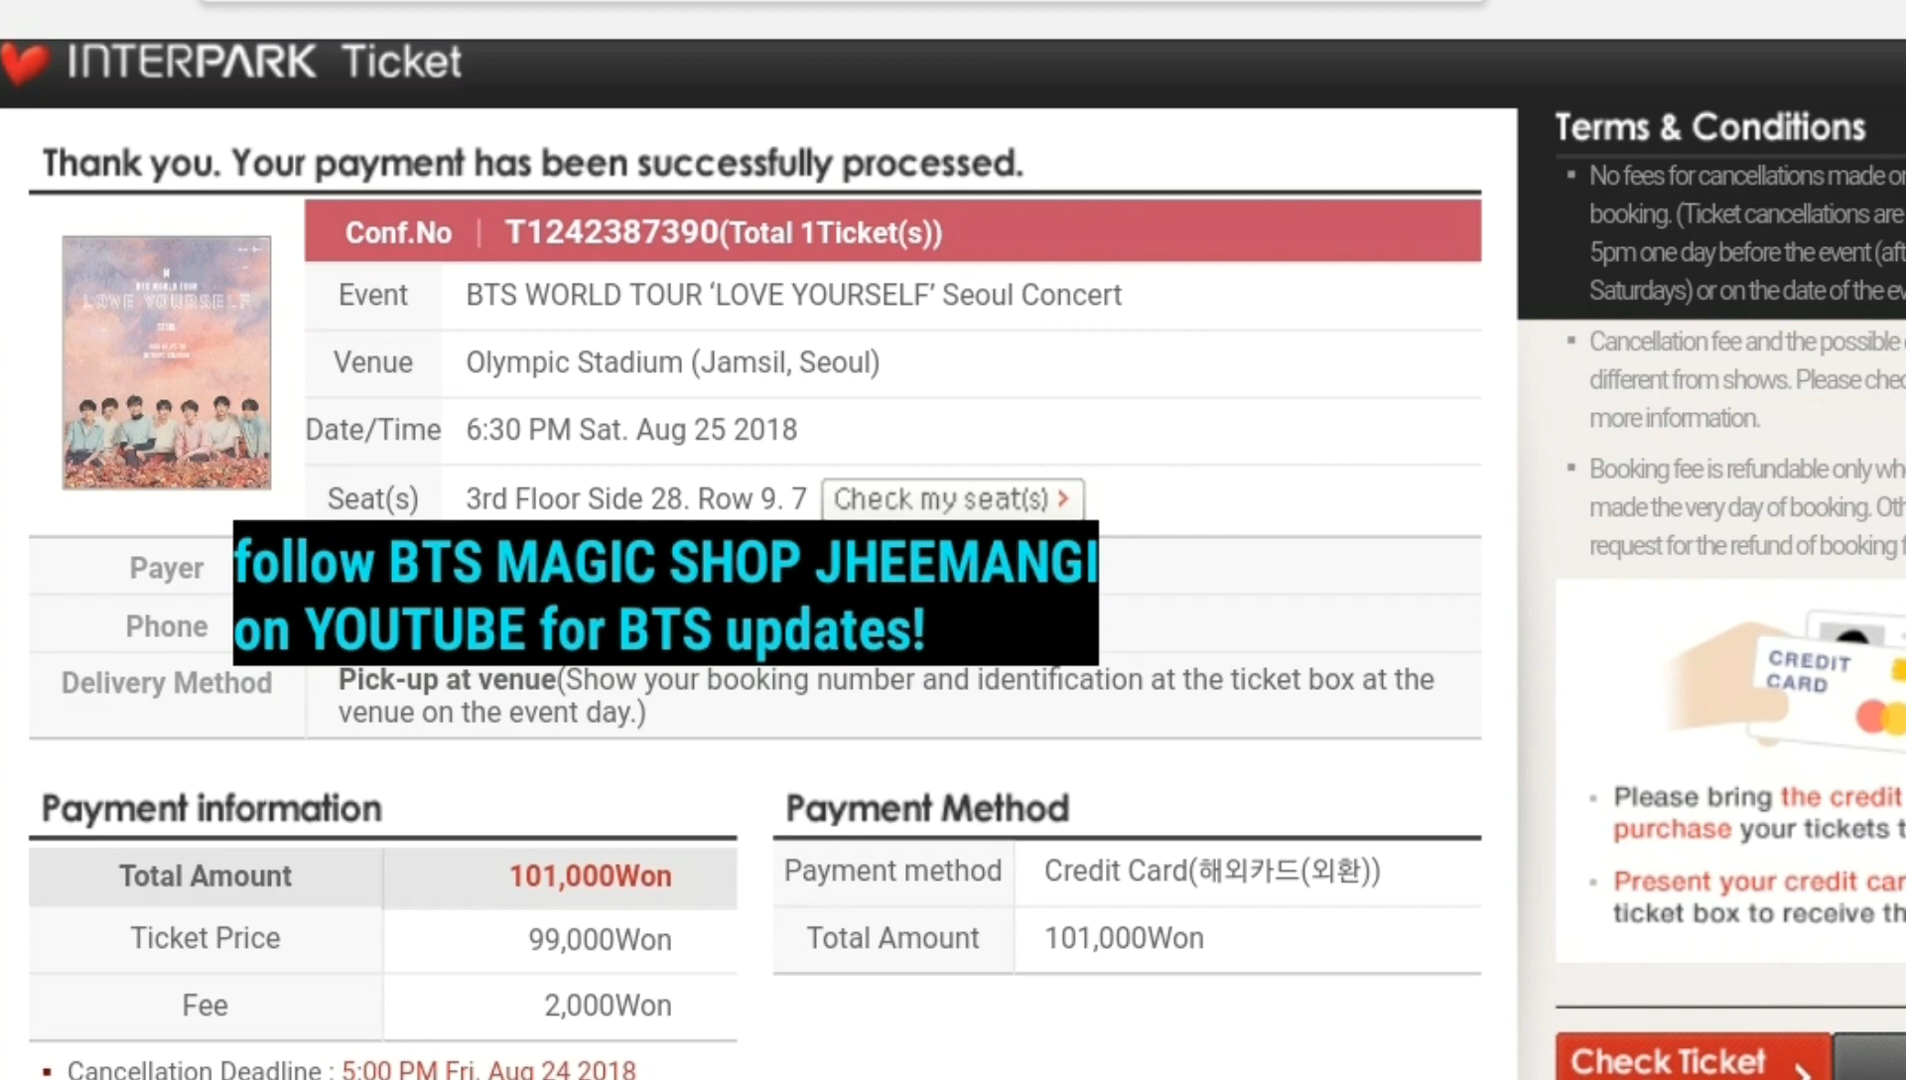 INTERPARK Ticket
Thank you. Your payment has been successfully processed.
Conf.No | T1242387390(Total 1Ticket(s))
BTS WORLD TOUR
LOVE YOURSELF
SEOUL
Event BTS WORLD TOUR ‘LOVE YOURSELF’ Seoul Concert
Venue Olympic Stadium (Jamsil, Seoul)
Date/Time 6:30 PM Sat. Aug 25 2018
Seat(s) 3rd Floor Side 28. Row 9. 7 Check my seat(s) >
Payer
Phone
follow BTS MAGIC SHOP JHEEMANGI
on YOUTUBE for BTS updates!
Delivery Method Pick-up at venue(Show your booking number and identification at the ticket box at the
venue on the event day.)
Payment information
Total Amount 101,000Won
Ticket Price 99,000Won
Fee 2,000Won
Cancellation Deadline : 5:00 PM Fri. Aug 24 2018
Payment Method
Payment method Credit Card(해외카드(외환))
Total Amount 101,000Won
Terms & Conditions
No fees for cancellations made
booking. (Ticket cancellations are
5pm one day before the event
Saturdays) or on the date of the
Cancellation fee and the possible
different from shows. Please
more information.
Booking fee is refundable only
made the very day of booking.
request for the refund of booking
CREDIT
CARD
Please bring the credit
purchase your tickets
Present your credit
ticket box to receive
Check Ticket